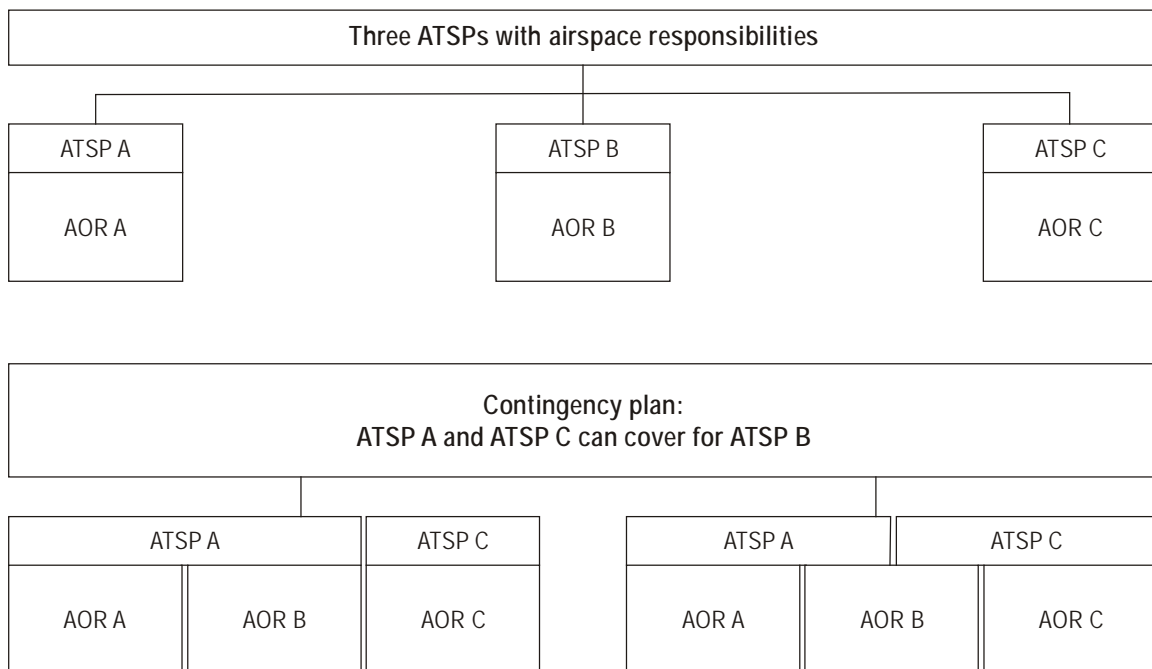 Three ATSPs with airspace responsibilities
ATSP A
ATSP B
ATSP C
AOR A
AOR B
AOR C
Contingency plan:
ATSP A and ATSP C can cover for ATSP B
ATSP A
ATSP C
ATSP A
ATSP C
AOR A
AOR B
AOR C
AOR A
AOR B
AOR C